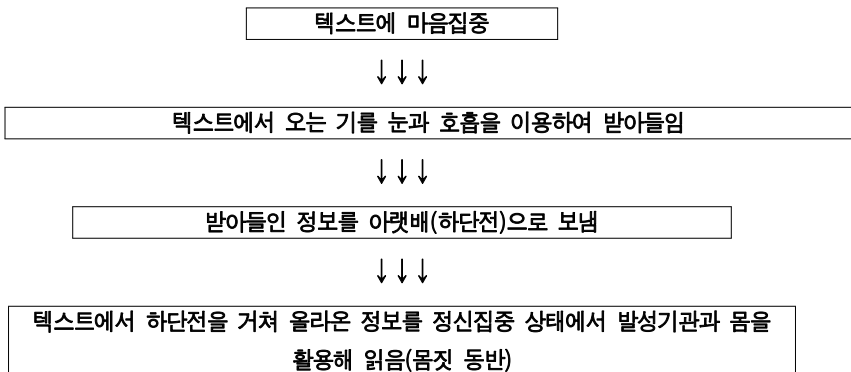 텍스트에 마음집중
↓↓↓
텍스트에서 오는 기를 눈과 호흡을 이용하여 받아들임
↓↓↓
받아들인 정보를 아랫배(하단전)으로 보냄
↓↓↓
텍스트에서 하단전을 거쳐 올라온 정보를 정신집중 상태에서 발성기관과 몸을
활용해 읽음(몸짓 동반)